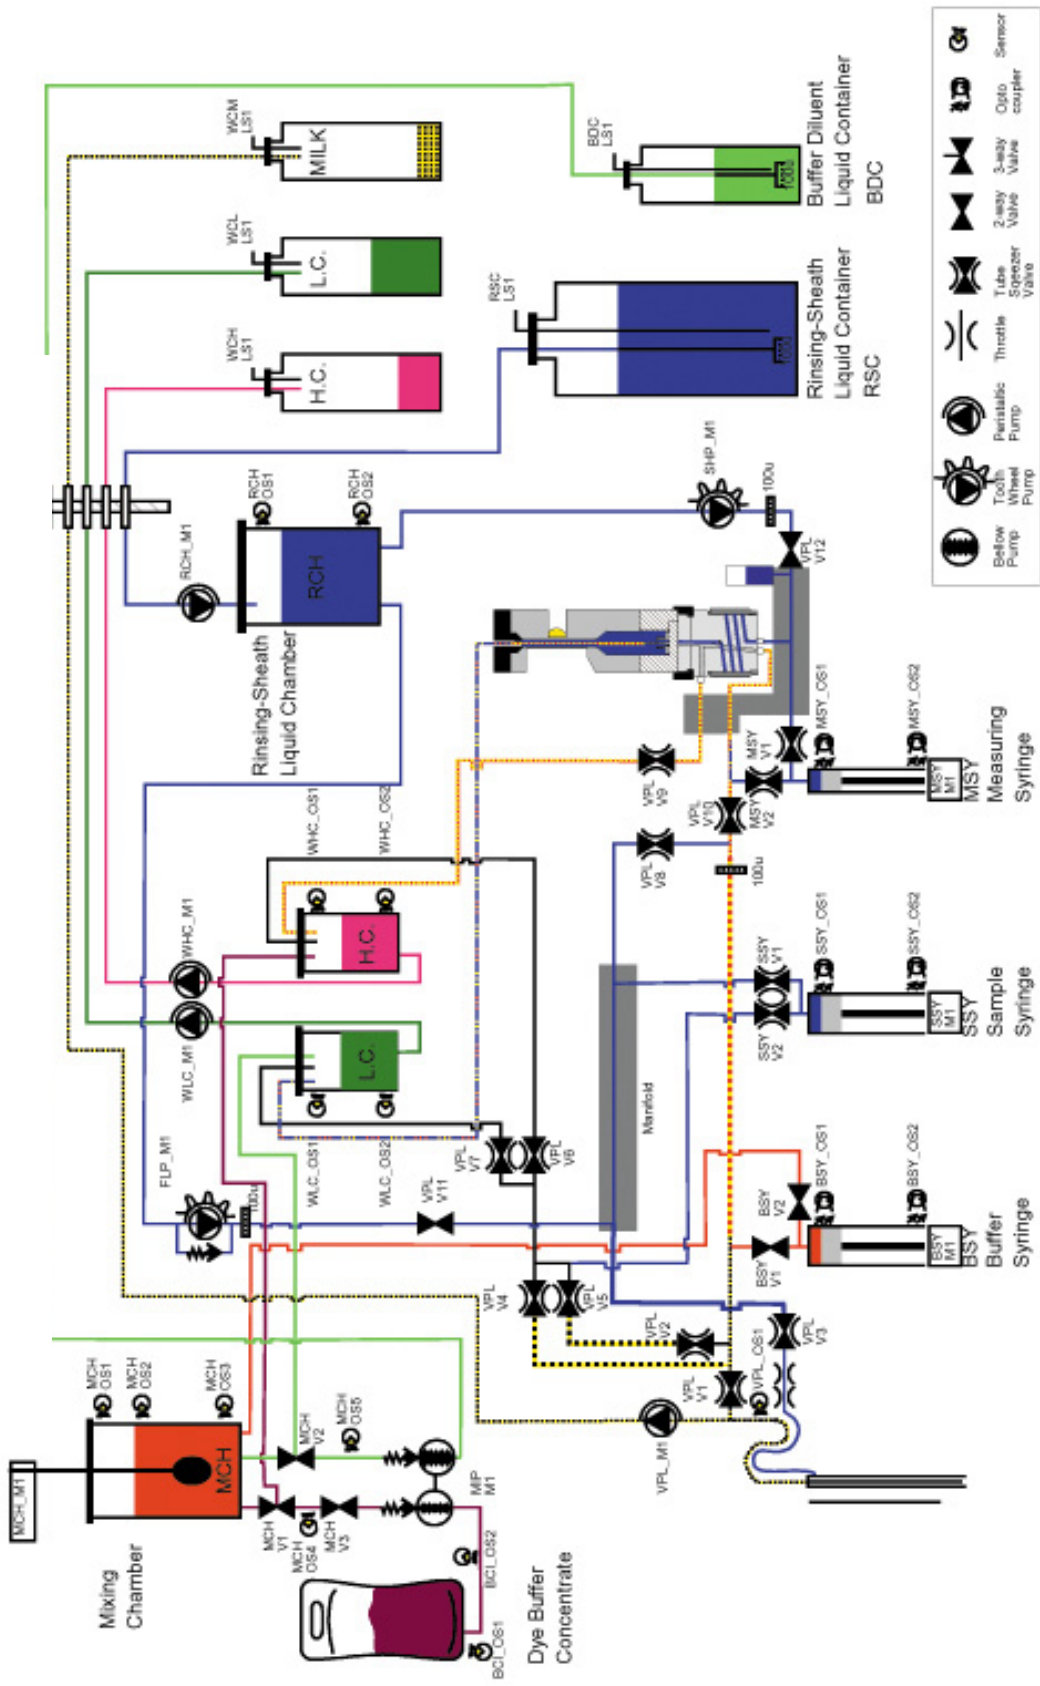 MCH_M1
Mixing
Chamber
MCH
OS1
MCH
OS2
MCH
OS3
MCH
MCH
V1
MCH
V2
MCH
OS4
MCH
V3
MCH
OS5
MIP
M1
BCI_OS1
BCI_OS2
Dye Buffer
Concentrate
FLP_M1
100u
WLC_M1
WHC_M1
L.C.
H.C.
WLC_OS1
WLC_OS2
WHC_OS1
WHC_OS2
VPL
V11
VPL
V7
VPL
V6
VPL
V4
VPL
V5
VPL
V2
VPL
V1
VPL_OS1
VPL
V3
VPL_M1
Manifold
VPL
V8
VPL
V9
VPL
V10
100u
RCH_M1
Rinsing-Sheath
Liquid Chamber
RCH
RCH
OS1
RCH
OS2
SHP_M1
100u
VPL
V12
WCH
LS1
H.C.
WCL
LS1
L.C.
WCM
LS1
MILK
RSC
LS1
100u
Rinsing-Sheath
Liquid Container
RSC
BDC
LS1
100u
Buffer Diluent
Liquid Container
BDC
BSY
V1
BSY
V2
BSY_OS1
BSY_OS2
BSY
M1
BSY
Buffer
Syringe
SSY
V2
SSY
V1
SSY_OS1
SSY_OS2
SSY
M1
SSY
Sample
Syringe
MSY
V2
MSY
V1
MSY_OS1
MSY_OS2
MSY
M1
MSY
Measuring
Syringe
Bellow
Pump
Tooth
Wheel
Pump
Peristaltic
Pump
Throttle
Tube
Sqeezer
Valve
2-way
Valve
3-way
Valve
Opto
coupler
Sensor